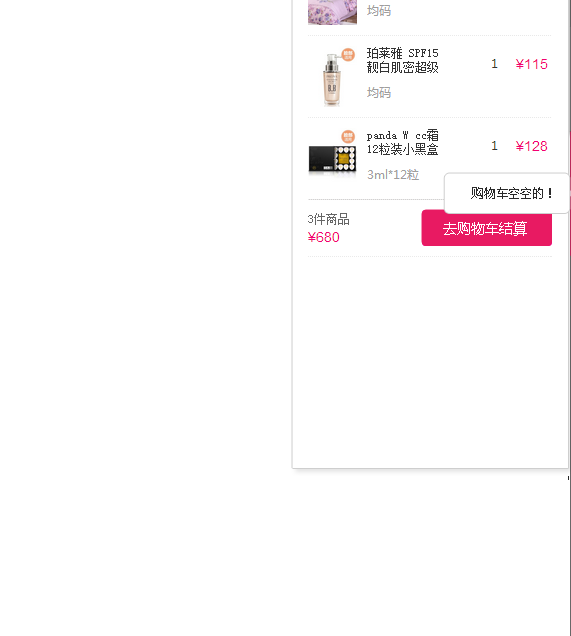 均码
珀莱雅 SPF15
靓白肌密超级
1
¥115
均码
panda W cc霜
12粒装小黑盒
1
¥128
3ml*12粒
购物车空空的！
3件商品
¥680
去购物车结算